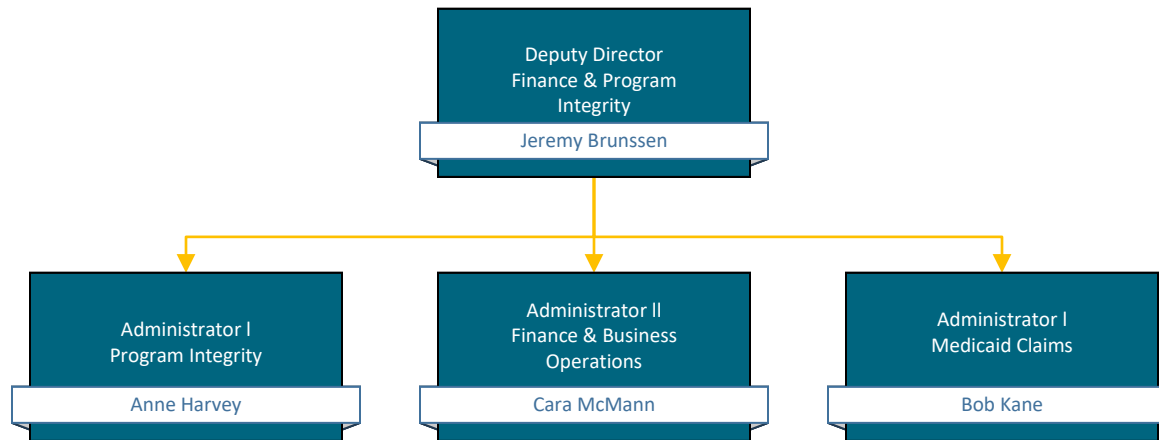 Deputy Director
Finance & Program
Integrity
Jeremy Brunssen
Administrator l
Program Integrity
Anne Harvey
Administrator ll
Finance & Business
Operations
Cara McMann
Administrator l
Medicaid Claims
Bob Kane